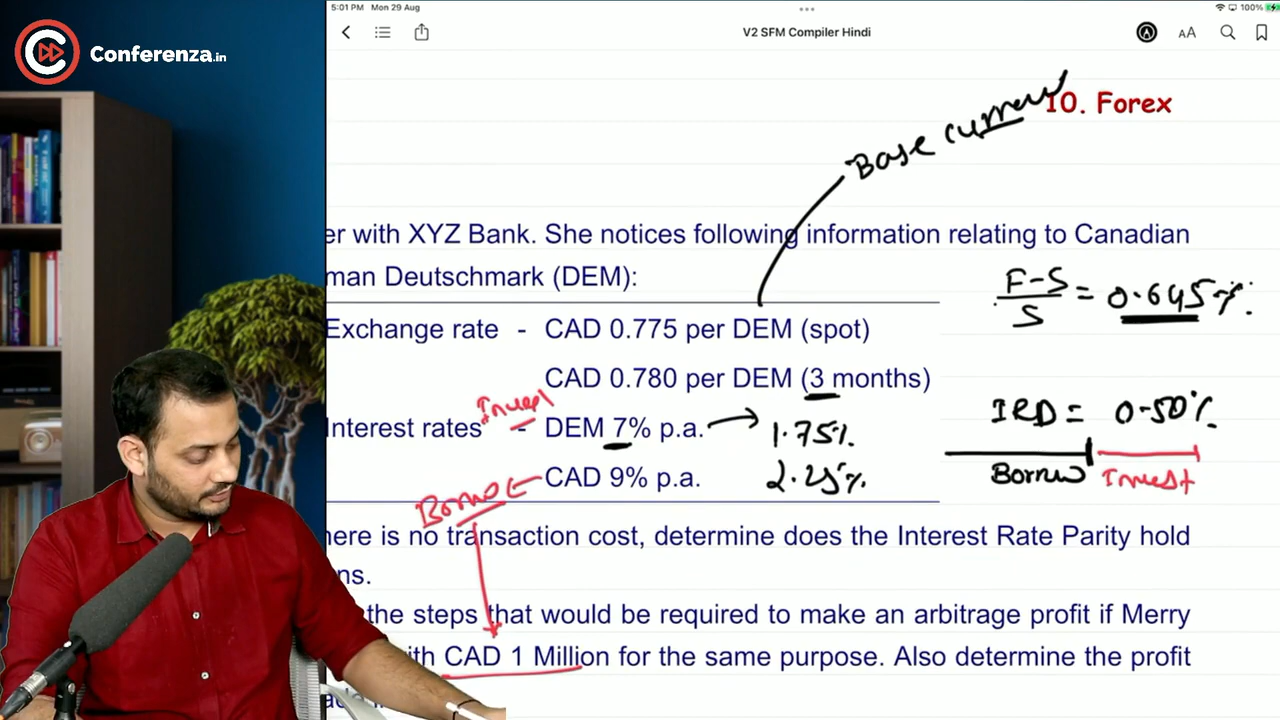 5:01 PM Mon 29 Aug
100%
Conferenza.in
V2 SFM Compiler Hindi
AA
10. Forex
Base curren
er with XYZ Bank. She notices following information relating to Canadian
man Deutschmark (DEM):
F-S/S = 0.645%.
Exchange rate - CAD 0.775 per DEM (spot)
CAD 0.780 per DEM (3 months)
Invest
Interest rates - DEM 7% p.a. → 1.75%.
IRD = 0.50%.
CAD 9% p.a. 2.25%.
Borrow Invest
Borrow
here is no transaction cost, determine does the Interest Rate Parity hold
ns.
the steps that would be required to make an arbitrage profit if Merry
ith CAD 1 Million for the same purpose. Also determine the profit